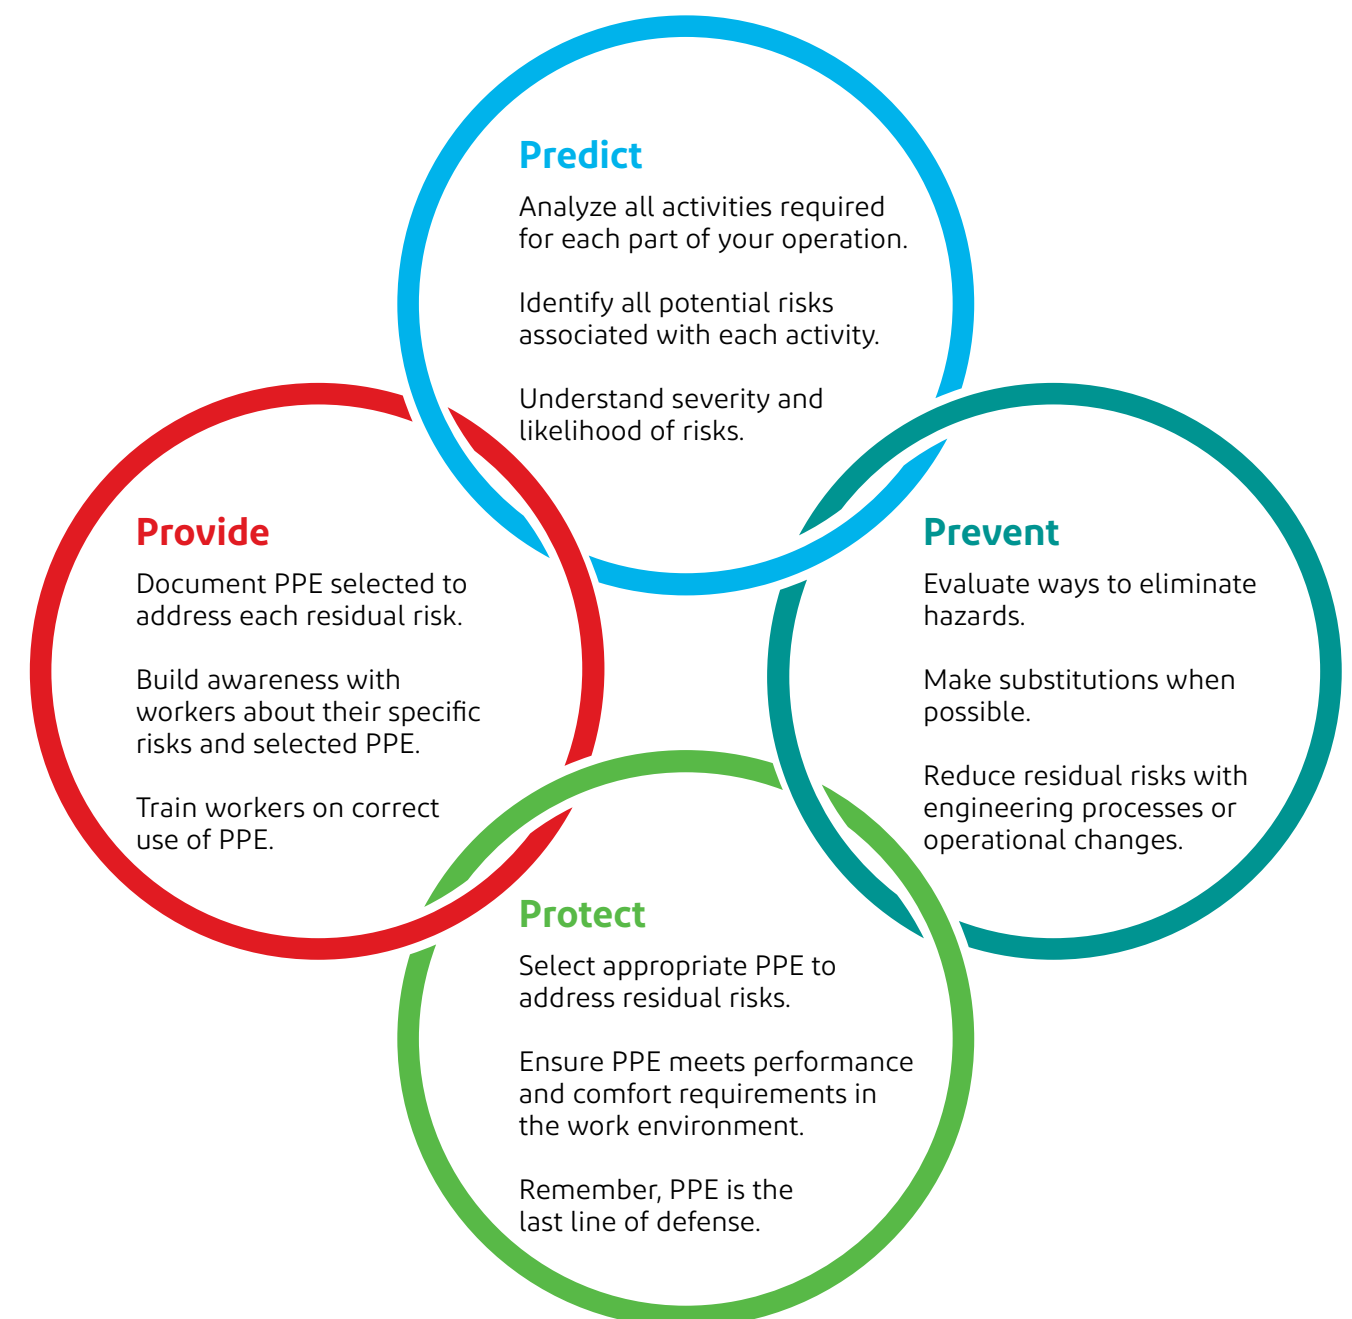 Predict
Analyze all activities required
for each part of your operation.
Identify all potential risks
associated with each activity.
Understand severity and
likelihood of risks.
Prevent
Evaluate ways to eliminate
hazards.
Make substitutions when
possible.
Reduce residual risks with
engineering processes or
operational changes.
Protect
Select appropriate PPE to
address residual risks.
Ensure PPE meets performance
and comfort requirements in
the work environment.
Remember, PPE is the
last line of defense.
Provide
Document PPE selected to
address each residual risk.
Build awareness with
workers about their specific
risks and selected PPE.
Train workers on correct
use of PPE.